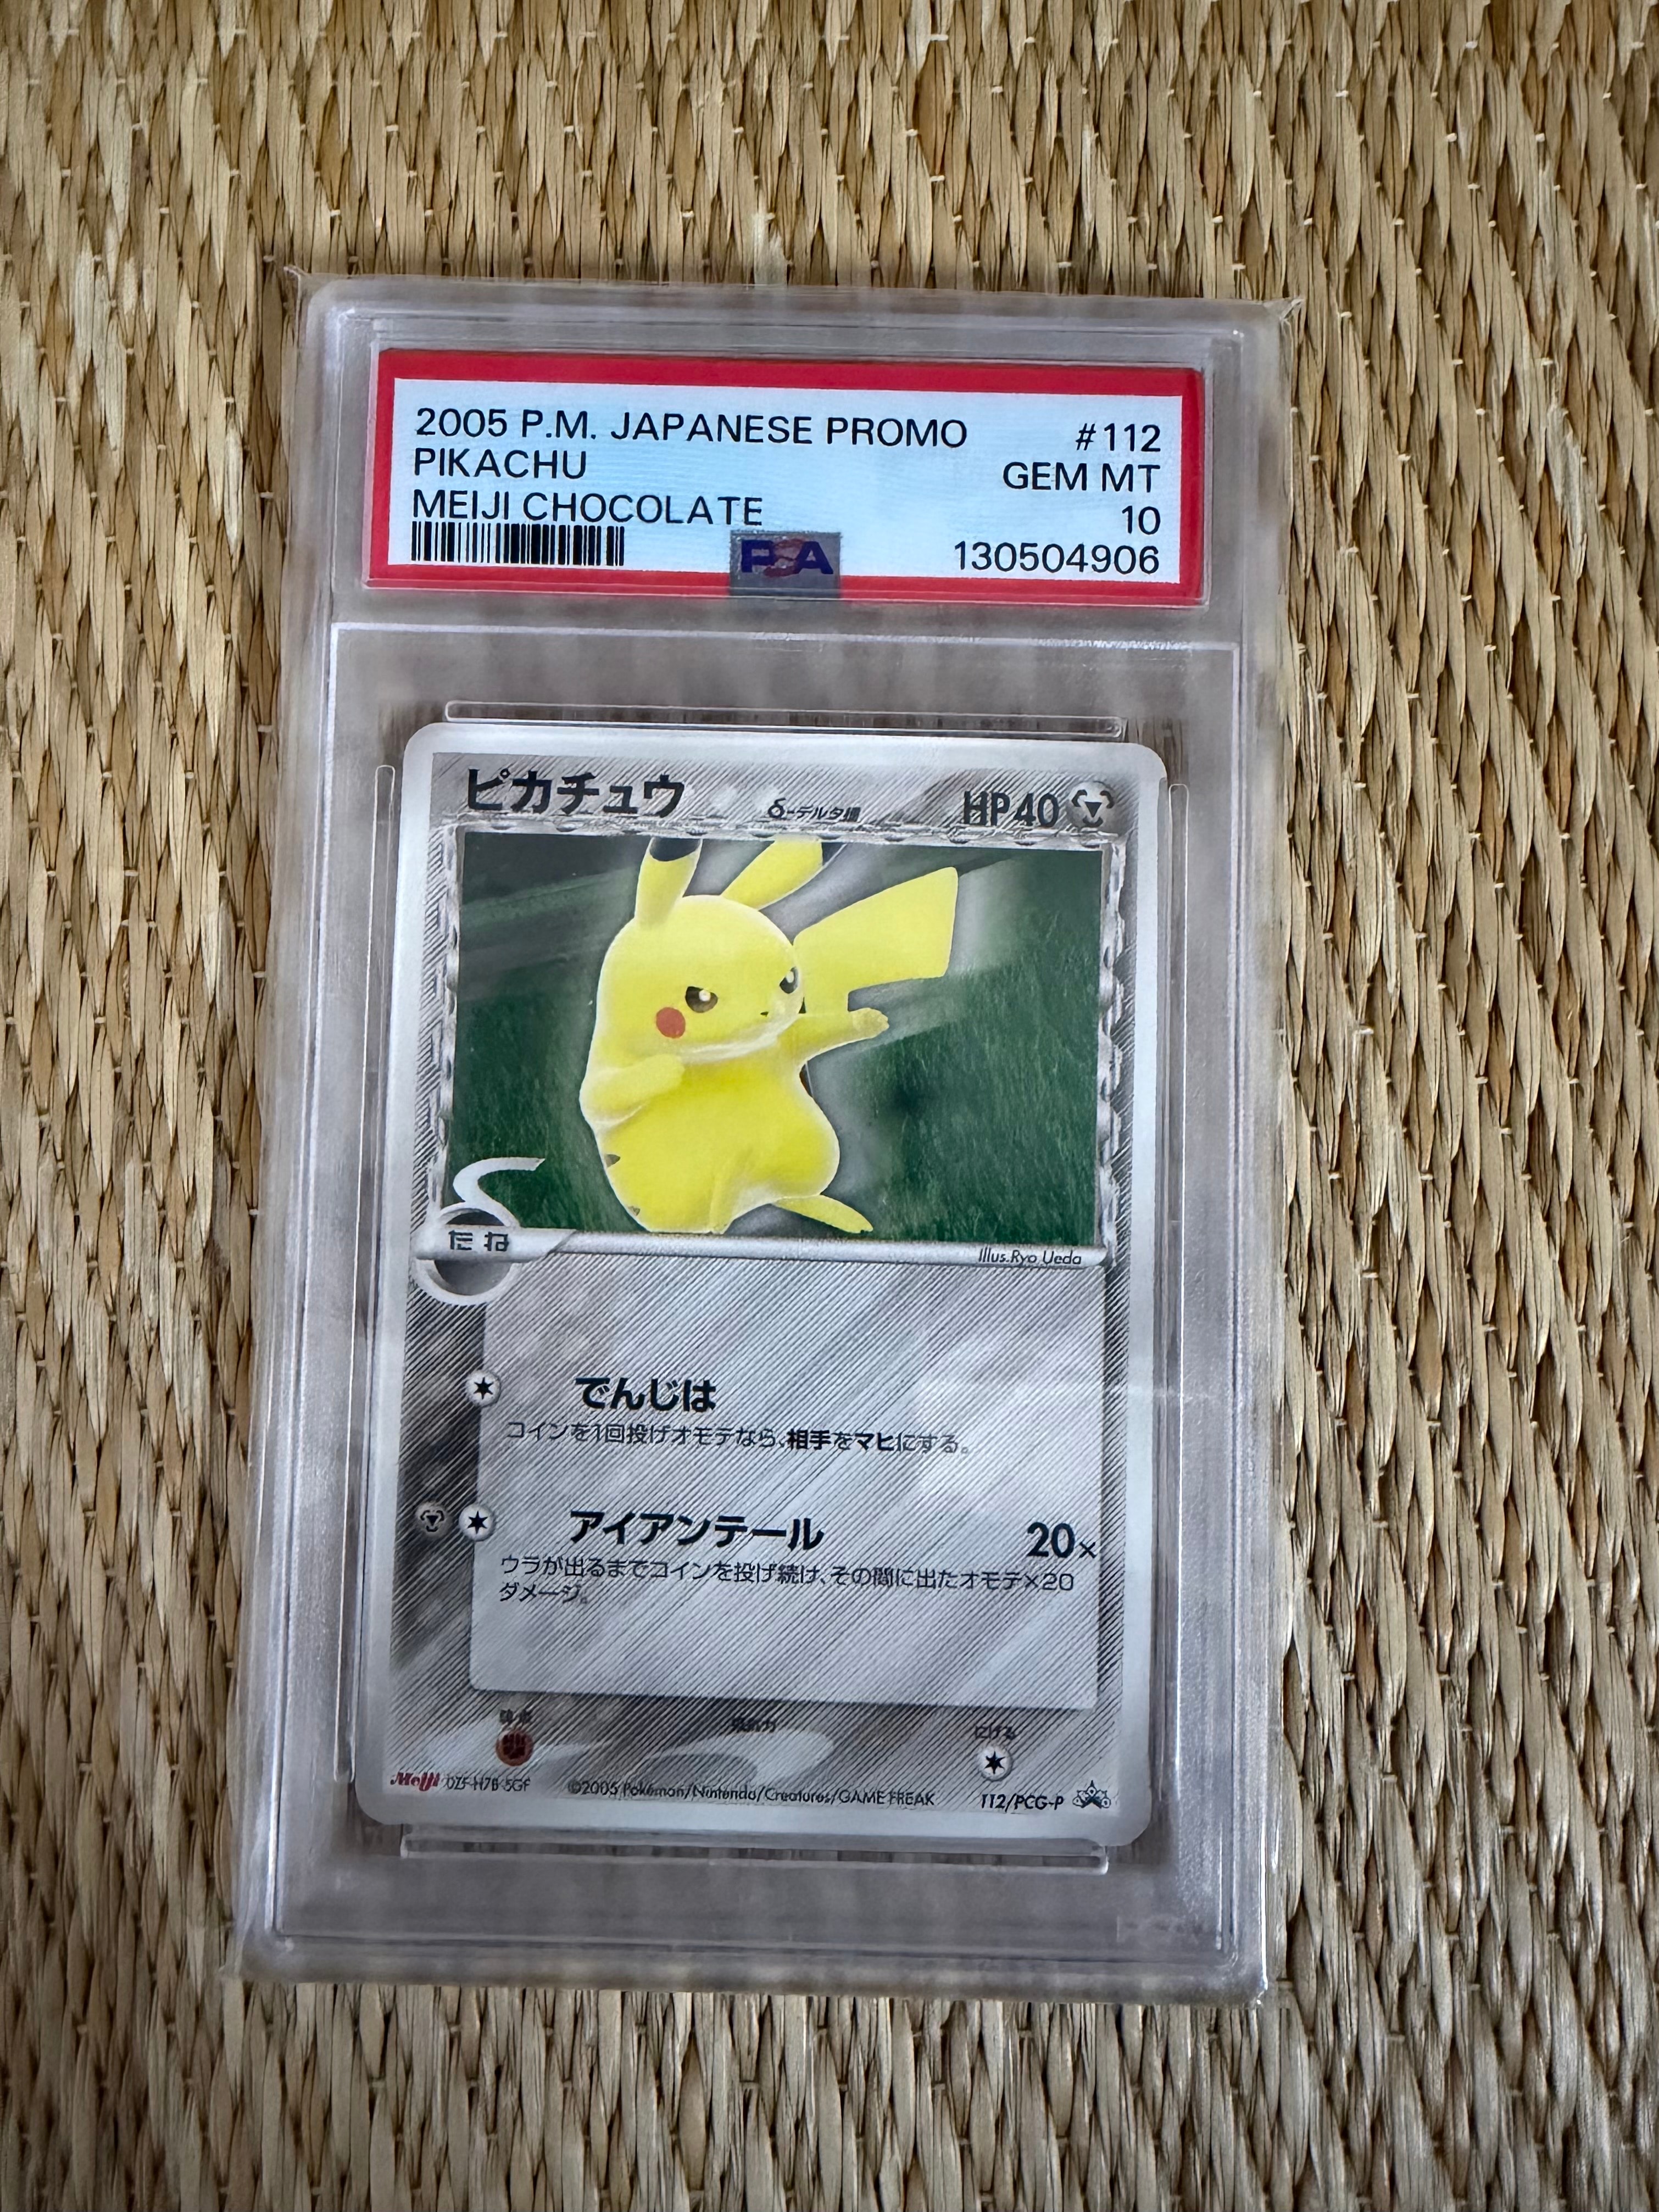 2005 P.M. JAPANESE PROMO #112
PIKACHU GEM MT
MEIJI CHOCOLATE 10
PSA 130504906
ピカチュウ δ-デルタ種 HP40
たね
Illus.Ryo Ueda
でんじは
コインを1回投げオモテなら、相手をマヒにする。
アイアンテール 20×
ウラが出るまでコインを投げ続け、その間に出たオモテ×20
ダメージ。
弱点 抵抗力 にげる
Meiji ©2005 Pokémon/Nintendo/Creatures/GAME FREAK 112/PCG-P